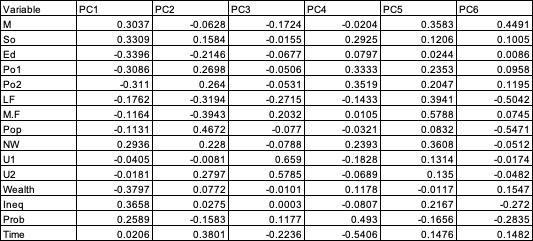 Variable PC1 PC2 PC3 PC4 PC5 PC6
M 0.3037 -0.0628 -0.1724 -0.0204 0.3583 0.4491
So 0.3309 0.1584 -0.0155 0.2925 0.1206 0.1005
Ed -0.3396 -0.2146 -0.0677 0.0797 0.0244 0.0086
Po1 -0.3086 0.2698 -0.0506 0.3333 0.2353 0.0958
Po2 -0.311 0.264 -0.0531 0.3519 0.2047 0.1195
LF -0.1762 -0.3194 -0.2715 -0.1433 0.3941 -0.5042
M.F -0.1164 -0.3943 0.2032 0.0105 0.5788 0.0745
Pop -0.1131 0.4672 -0.077 -0.0321 0.0832 -0.5471
NW 0.2936 0.228 -0.0788 0.2393 0.3608 -0.0512
U1 -0.0405 -0.0081 0.659 -0.1828 0.1314 -0.0174
U2 -0.0181 0.2797 0.5785 -0.0689 0.135 -0.0482
Wealth -0.3797 0.0772 -0.0101 0.1178 -0.0117 0.1547
Ineq 0.3658 0.0275 0.0003 -0.0807 0.2167 -0.272
Prob 0.2589 -0.1583 0.1177 0.493 -0.1656 -0.2835
Time 0.0206 0.3801 -0.2236 -0.5406 0.1476 0.1482